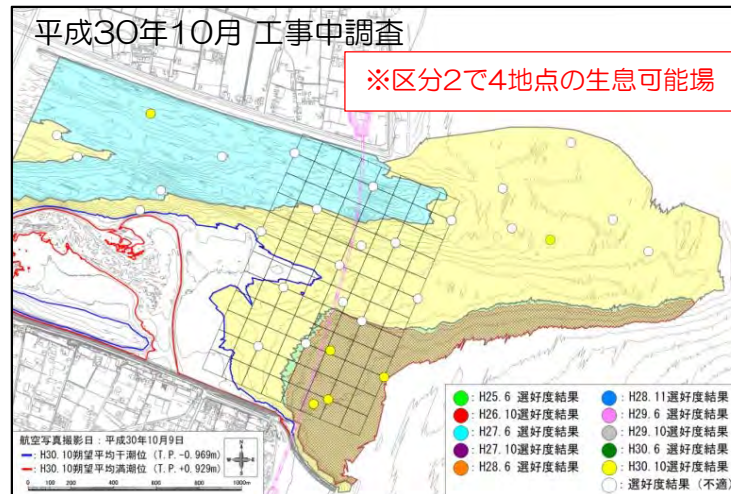 平成30年10月 工事中調査
※区分2で4地点の生息可能場
:H25.6 選好度結果
:H26.10選好度結果
:H27.6 選好度結果
:H27.10選好度結果
:H28.6 選好度結果
:H28.11選好度結果
:H29.6 選好度結果
:H29.10選好度結果
:H30.6 選好度結果
:H30.10選好度結果
:選好度結果(不適)
航空写真撮影日:平成30年10月9日
:H30.10朔望平均干潮位(T.P.-0.969m)
:H30.10朔望平均満潮位(T.P.+0.929m)
0 200 400 600 800 1000m